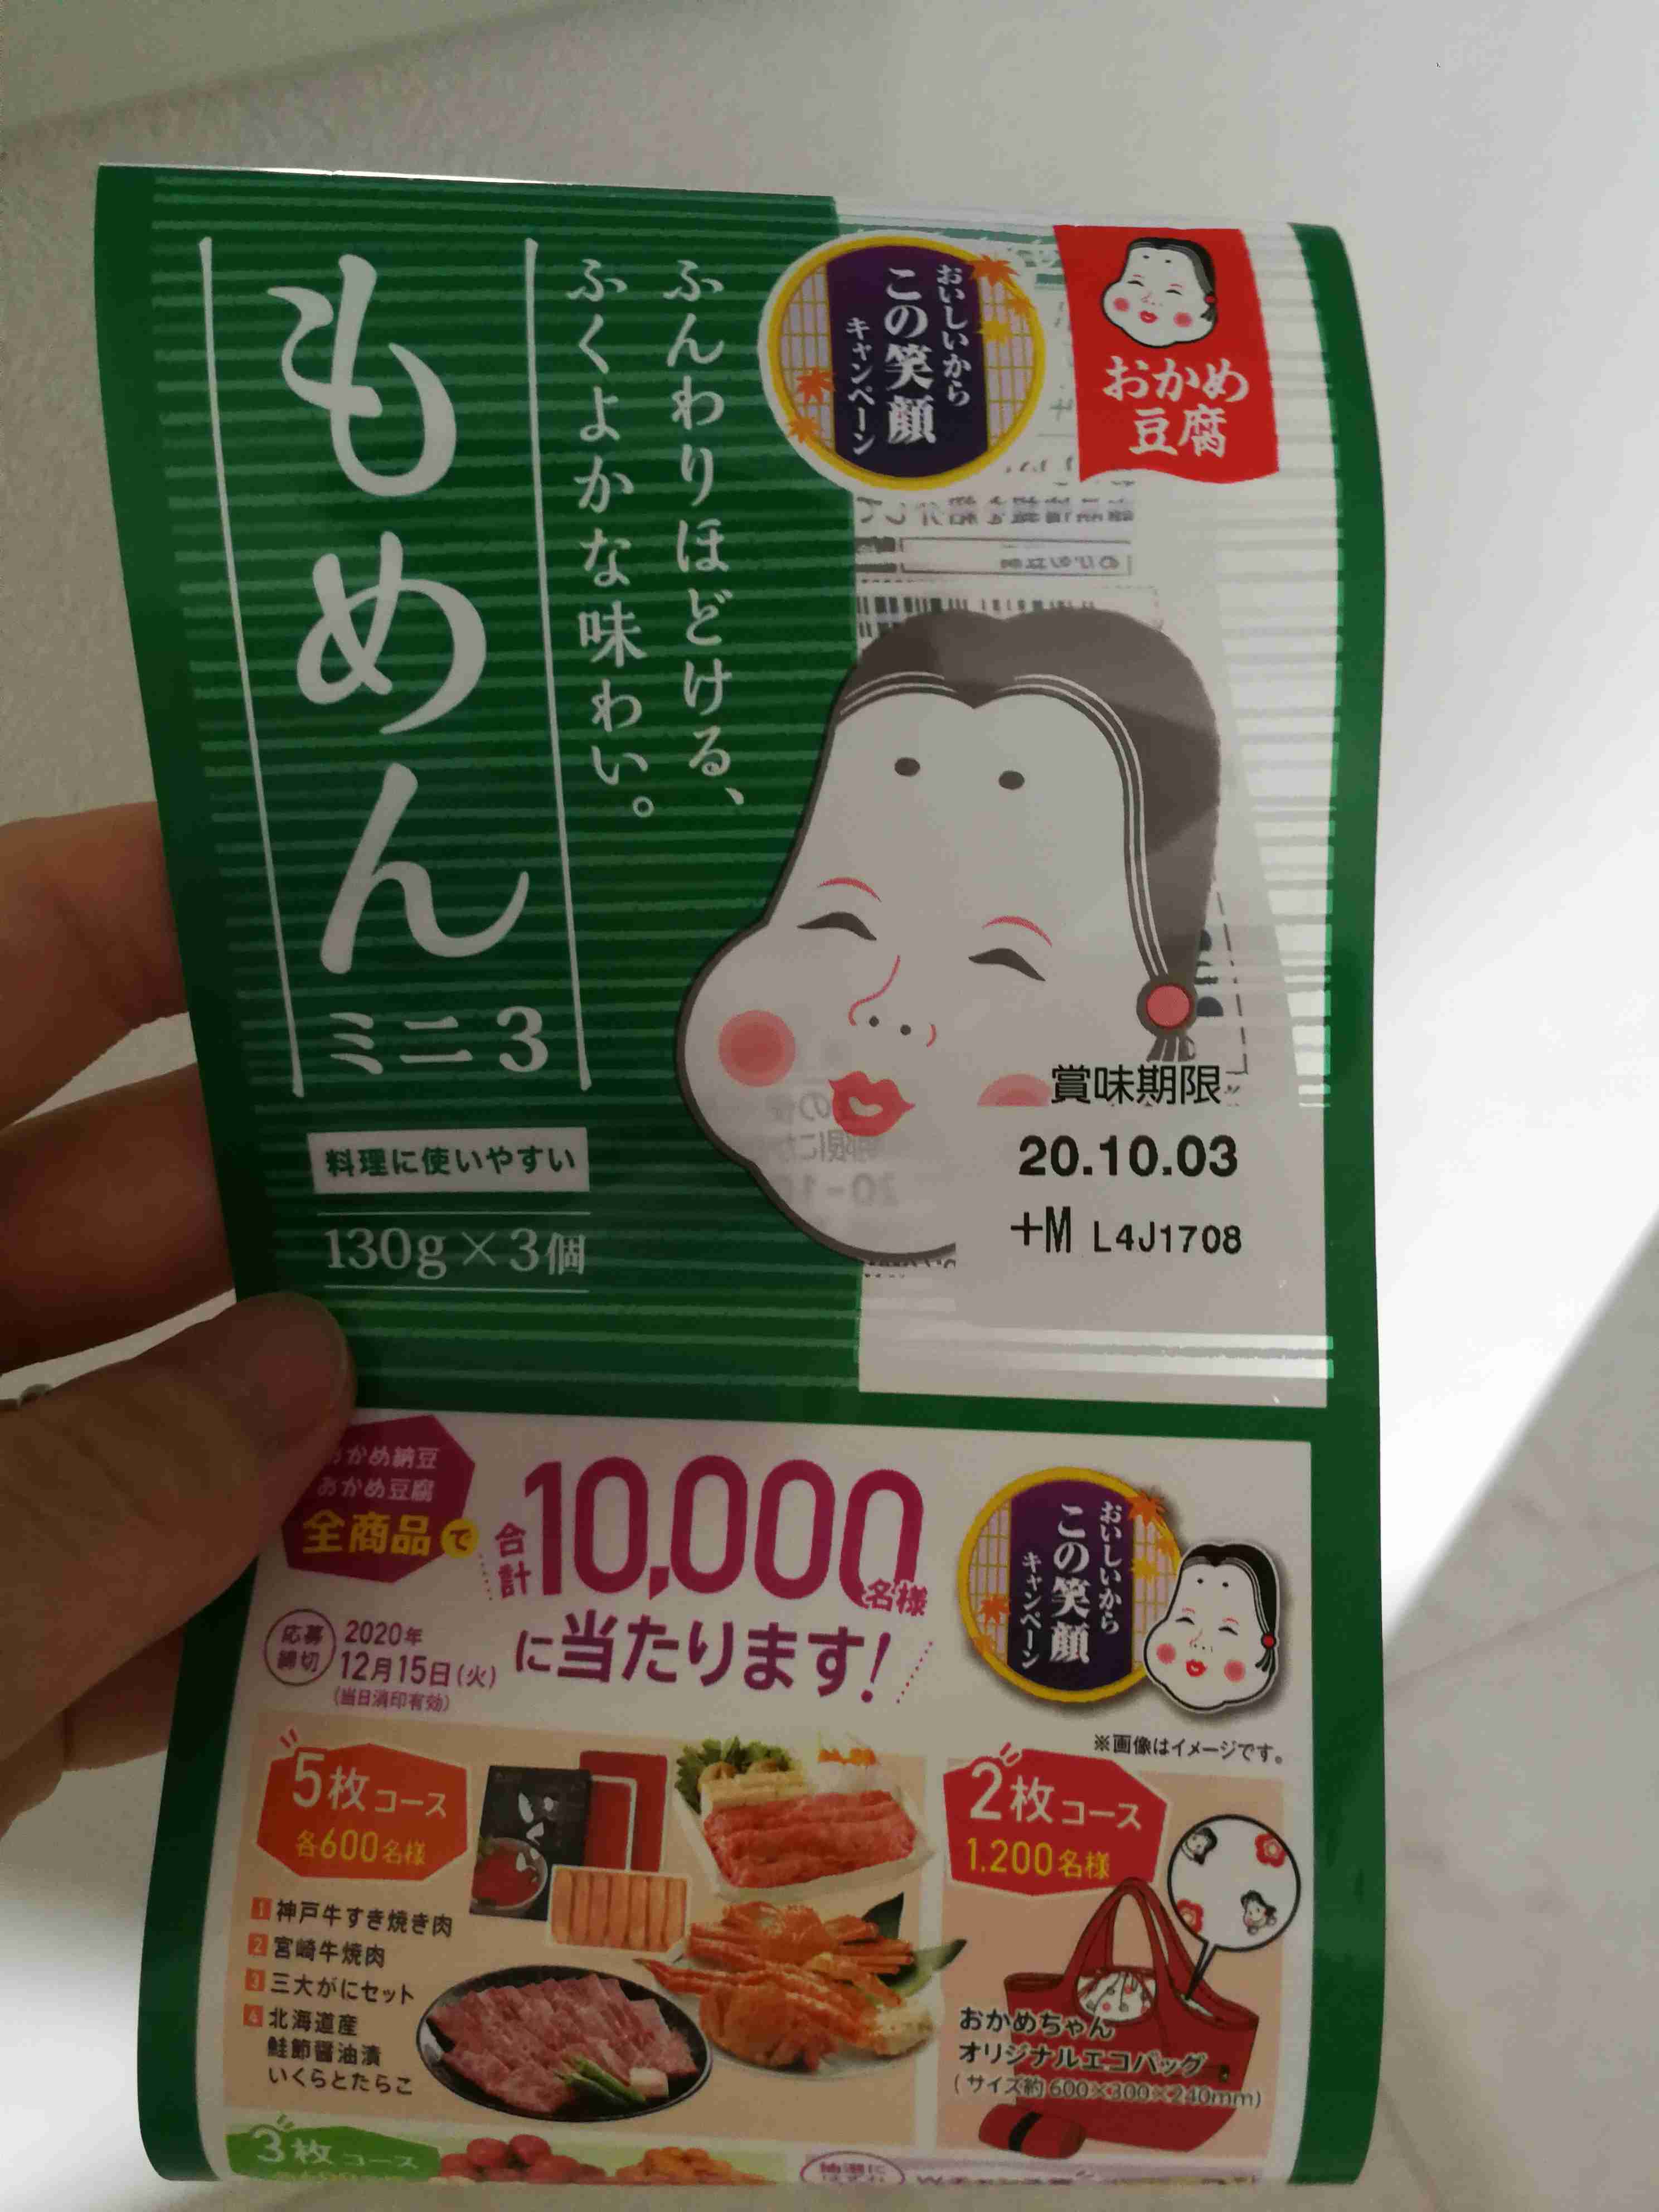 おかめ
豆腐
おいしいから
この笑顔
キャンペーン
ふんわりほどける、
ふくよかな味わい。
もめん
ミニ3
料理に使いやすい
130g×3個
賞味期限
20.10.03
+M L4J1708
おかめ納豆
おかめ豆腐
全商品で
合計10,000名様
に当たります!
応募締切
2020年
12月15日(火)
(当日消印有効)
おいしいから
この笑顔
キャンペーン
※画像はイメージです。
5枚コース
各600名様
1 神戸牛すき焼き肉
2 宮崎牛焼肉
3 三大がにセット
4 北海道産
鮭節醤油漬
いくらとたらこ
いくら
2枚コース
1,200名様
おかめちゃん
オリジナルエコバッグ
(サイズ約600×300×240mm)
3枚コース